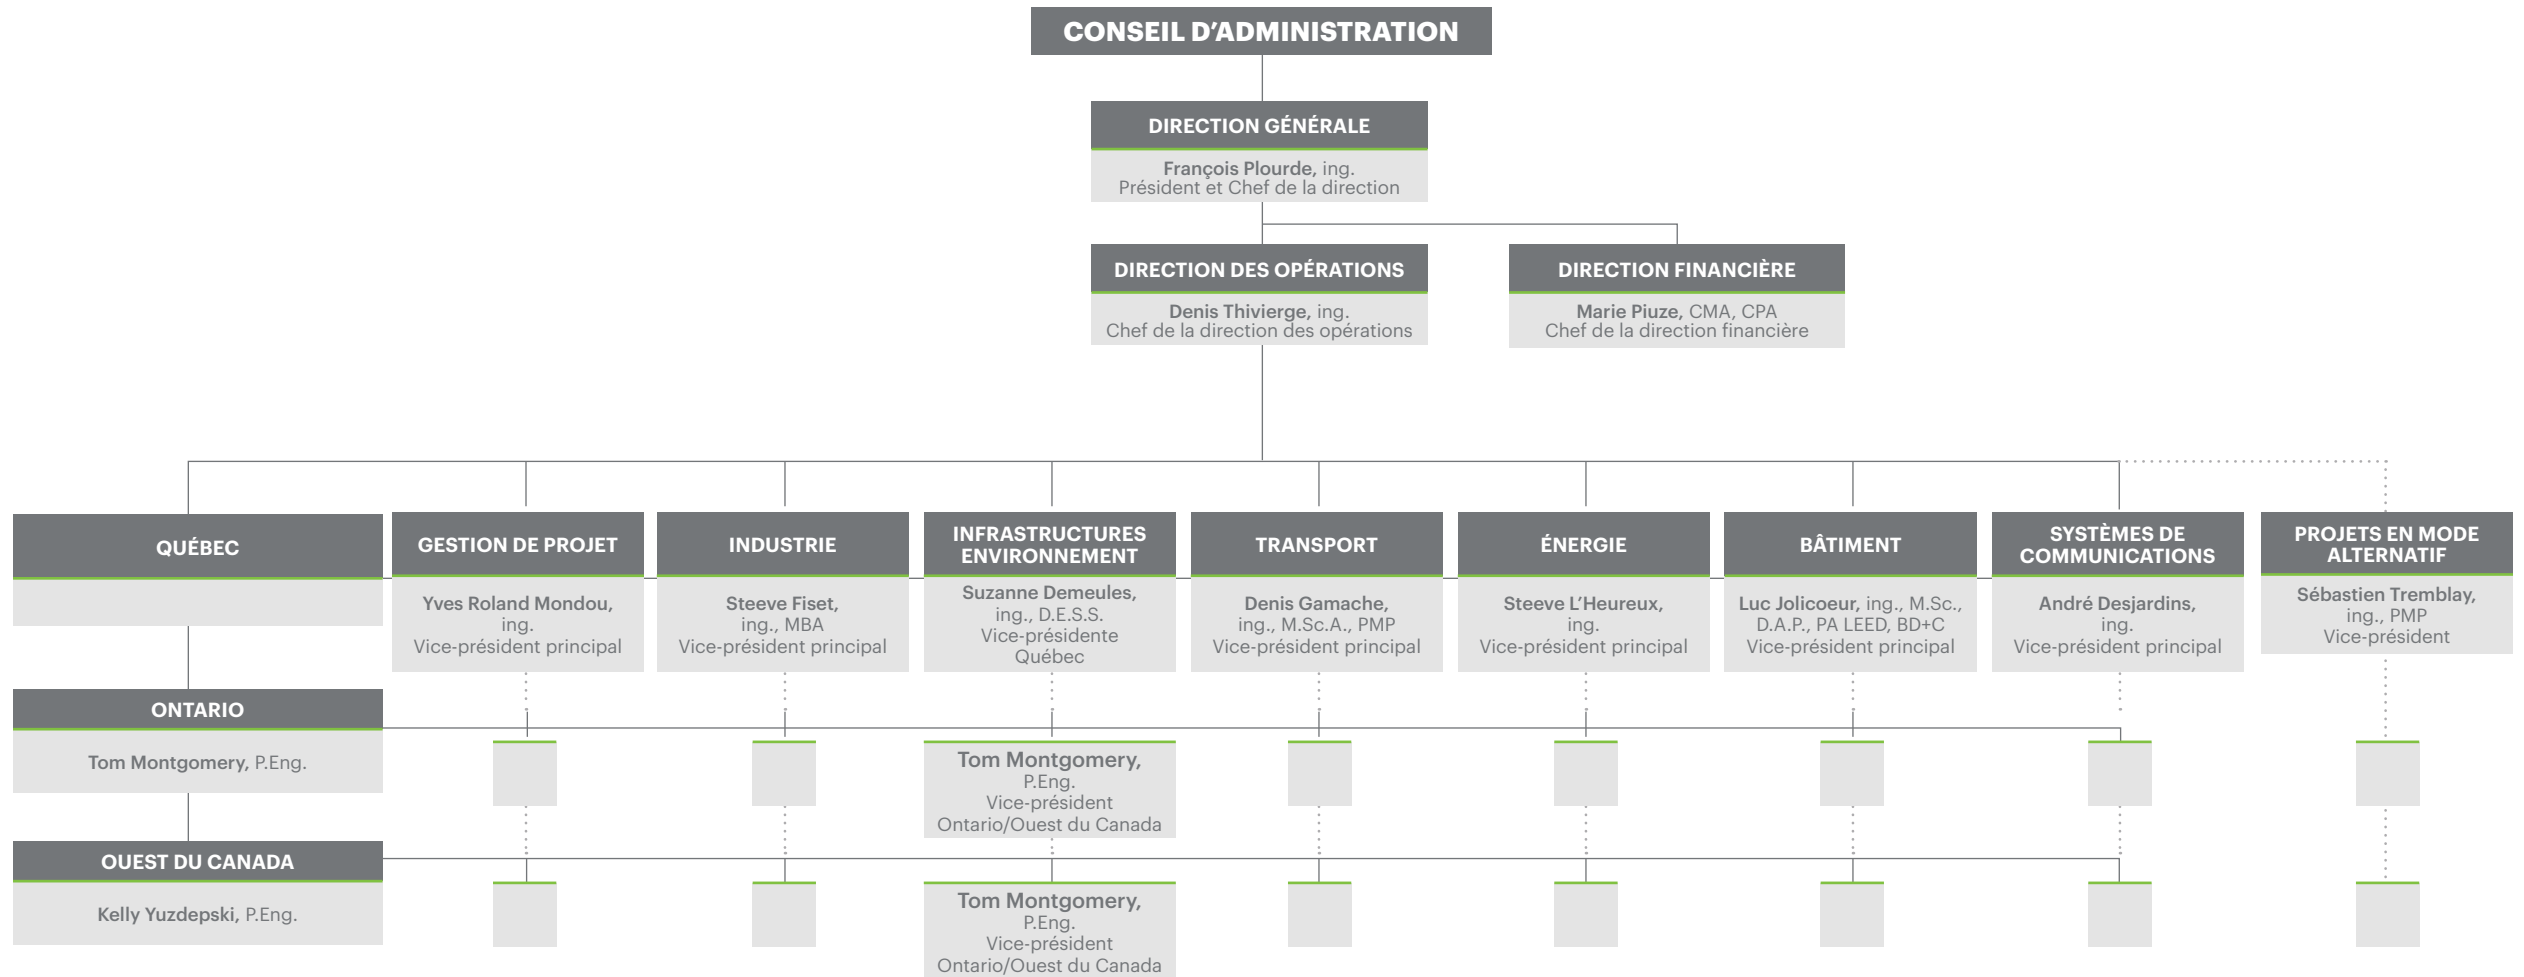 CONSEIL D'ADMINISTRATION
DIRECTION GÉNÉRALE
François Plourde, ing.
Président et Chef de la direction
DIRECTION DES OPÉRATIONS
Denis Thivierge, ing.
Chef de la direction des opérations
DIRECTION FINANCIÈRE
Marie Piuze, CMA, CPA
Chef de la direction financière
QUÉBEC
GESTION DE PROJET
Yves Roland Mondou,
ing.
Vice-président principal
INDUSTRIE
Steeve Fiset,
ing., MBA
Vice-président principal
INFRASTRUCTURES
ENVIRONNEMENT
Suzanne Demeules,
ing., D.E.S.S.
Vice-présidente
Québec
TRANSPORT
Denis Gamache,
ing., M.Sc.A., PMP
Vice-président principal
ÉNERGIE
Steeve L'Heureux,
ing.
Vice-président principal
BÂTIMENT
Luc Jolicoeur, ing., M.Sc.,
D.A.P., PA LEED, BD+C
Vice-président principal
SYSTÈMES DE
COMMUNICATIONS
André Desjardins,
ing.
Vice-président principal
PROJETS EN MODE
ALTERNATIF
Sébastien Tremblay,
ing., PMP
Vice-président
ONTARIO
Tom Montgomery, P.Eng.
Tom Montgomery,
P.Eng.
Vice-président
Ontario/Ouest du Canada
OUEST DU CANADA
Kelly Yuzdepski, P.Eng.
Tom Montgomery,
P.Eng.
Vice-président
Ontario/Ouest du Canada